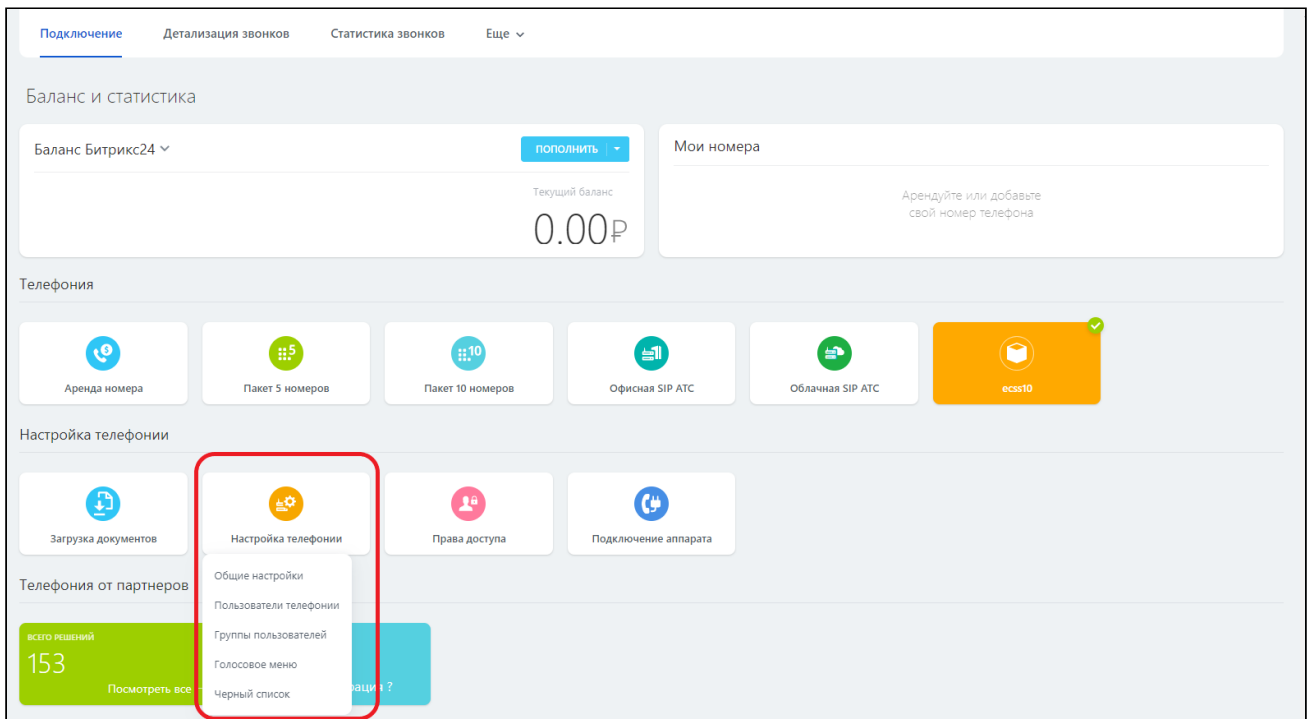 Подключение Детализация звонков Статистика звонков Еще
Баланс и статистика
Баланс Битрикс24 ПОПОЛНИТЬ
Мои номера
Текущий баланс
0.00₽
Арендуйте или добавьте
свой номер телефона
Телефония
5 10
Аренда номера Пакет 5 номеров Пакет 10 номеров Офисная SIP АТС Облачная SIP АТС ecss10
Настройка телефонии
Загрузка документов Настройка телефонии Права доступа Подключение аппарата
Общие настройки
Пользователи телефонии
Группы пользователей
Голосовое меню
Черный список
Телефония от партнеров
ВСЕГО РЕШЕНИЙ
153
Посмотреть все
?